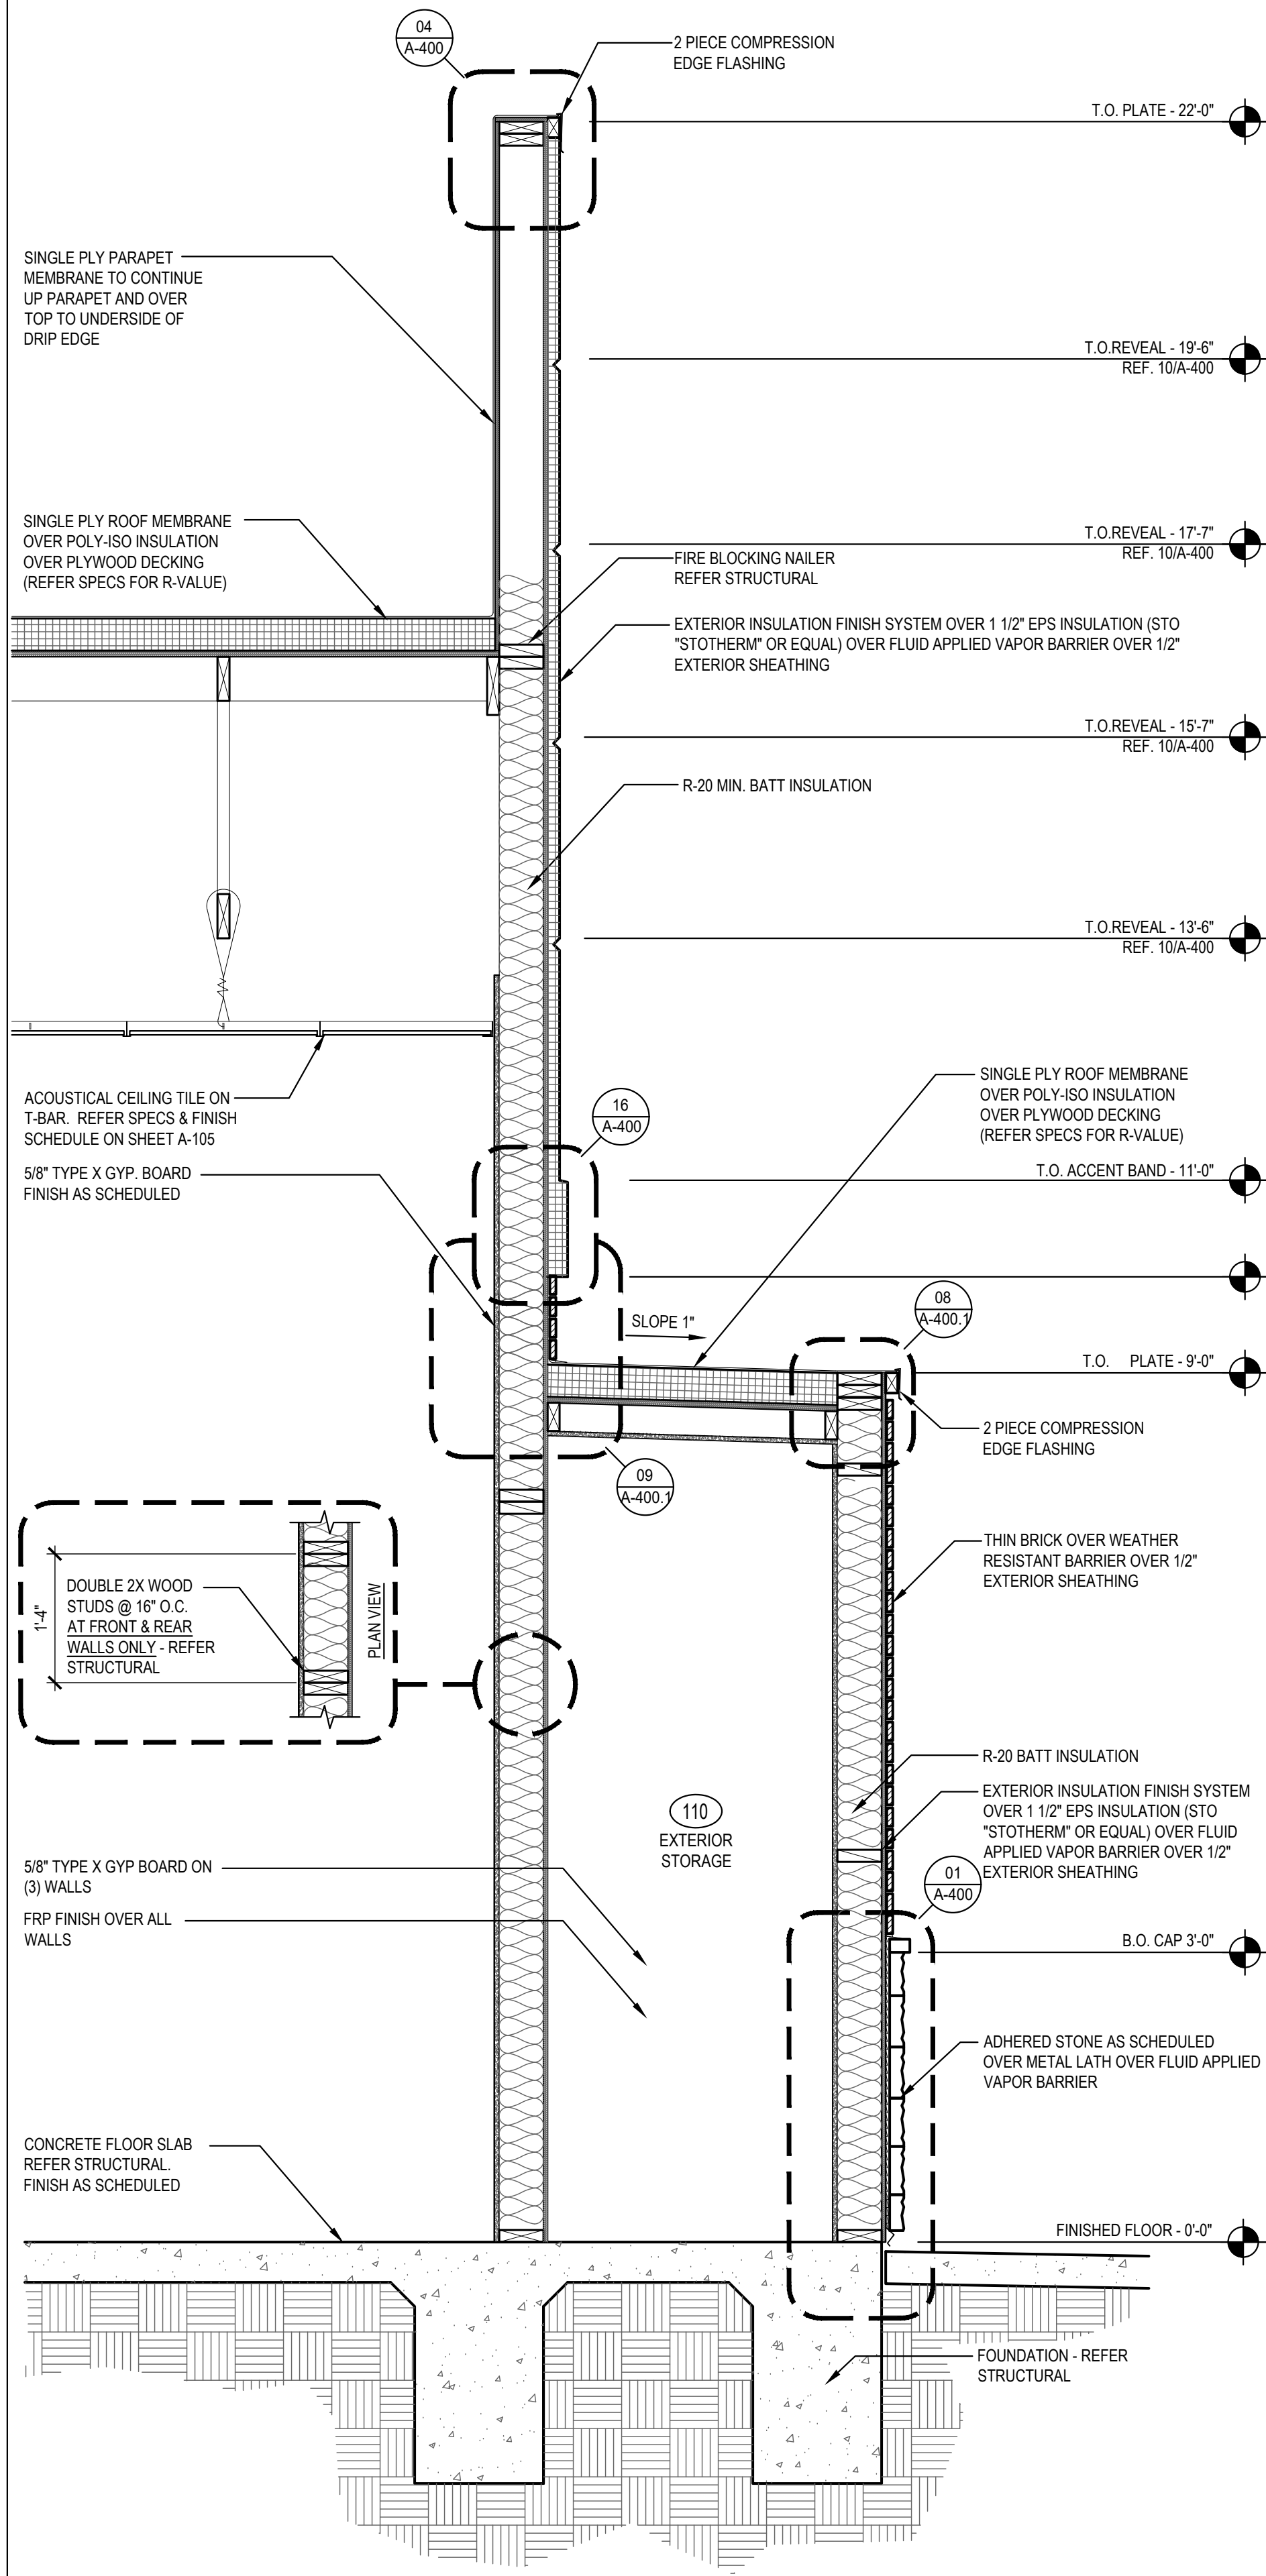 04
A-400
2 PIECE COMPRESSION
EDGE FLASHING
T.O. PLATE - 22'-0"
SINGLE PLY PARAPET
MEMBRANE TO CONTINUE
UP PARAPET AND OVER
TOP TO UNDERSIDE OF
DRIP EDGE
T.O.REVEAL - 19'-6"
REF. 10/A-400
SINGLE PLY ROOF MEMBRANE
OVER POLY-ISO INSULATION
OVER PLYWOOD DECKING
(REFER SPECS FOR R-VALUE)
T.O.REVEAL - 17'-7"
REF. 10/A-400
FIRE BLOCKING NAILER
REFER STRUCTURAL
EXTERIOR INSULATION FINISH SYSTEM OVER 1 1/2" EPS INSULATION (STO
"STOTHERM" OR EQUAL) OVER FLUID APPLIED VAPOR BARRIER OVER 1/2"
EXTERIOR SHEATHING
T.O.REVEAL - 15'-7"
REF. 10/A-400
R-20 MIN. BATT INSULATION
T.O.REVEAL - 13'-6"
REF. 10/A-400
ACOUSTICAL CEILING TILE ON
T-BAR.  REFER SPECS & FINISH
SCHEDULE ON SHEET A-105
16
A-400
SINGLE PLY ROOF MEMBRANE
OVER POLY-ISO INSULATION
OVER PLYWOOD DECKING
(REFER SPECS FOR R-VALUE)
5/8" TYPE X GYP. BOARD
FINISH AS SCHEDULED
T.O. ACCENT BAND - 11'-0"
SLOPE 1"
08
A-400.1
T.O.    PLATE - 9'-0"
2 PIECE COMPRESSION
EDGE FLASHING
09
A-400.1
1'-4"
DOUBLE 2X WOOD
STUDS @ 16" O.C.
AT FRONT & REAR
WALLS ONLY - REFER
STRUCTURAL
PLAN VIEW
THIN BRICK OVER WEATHER
RESISTANT BARRIER OVER 1/2"
EXTERIOR SHEATHING
R-20 BATT INSULATION
EXTERIOR INSULATION FINISH SYSTEM
OVER 1 1/2" EPS INSULATION (STO
"STOTHERM" OR EQUAL) OVER FLUID
APPLIED VAPOR BARRIER OVER 1/2"
EXTERIOR SHEATHING
110
EXTERIOR
STORAGE
5/8" TYPE X GYP BOARD ON
(3) WALLS
FRP FINISH OVER ALL
WALLS
01
A-400
B.O. CAP 3'-0"
ADHERED STONE AS SCHEDULED
OVER METAL LATH OVER FLUID APPLIED
VAPOR BARRIER
CONCRETE FLOOR SLAB
REFER STRUCTURAL.
FINISH AS SCHEDULED
FINISHED FLOOR - 0'-0"
FOUNDATION - REFER
STRUCTURAL